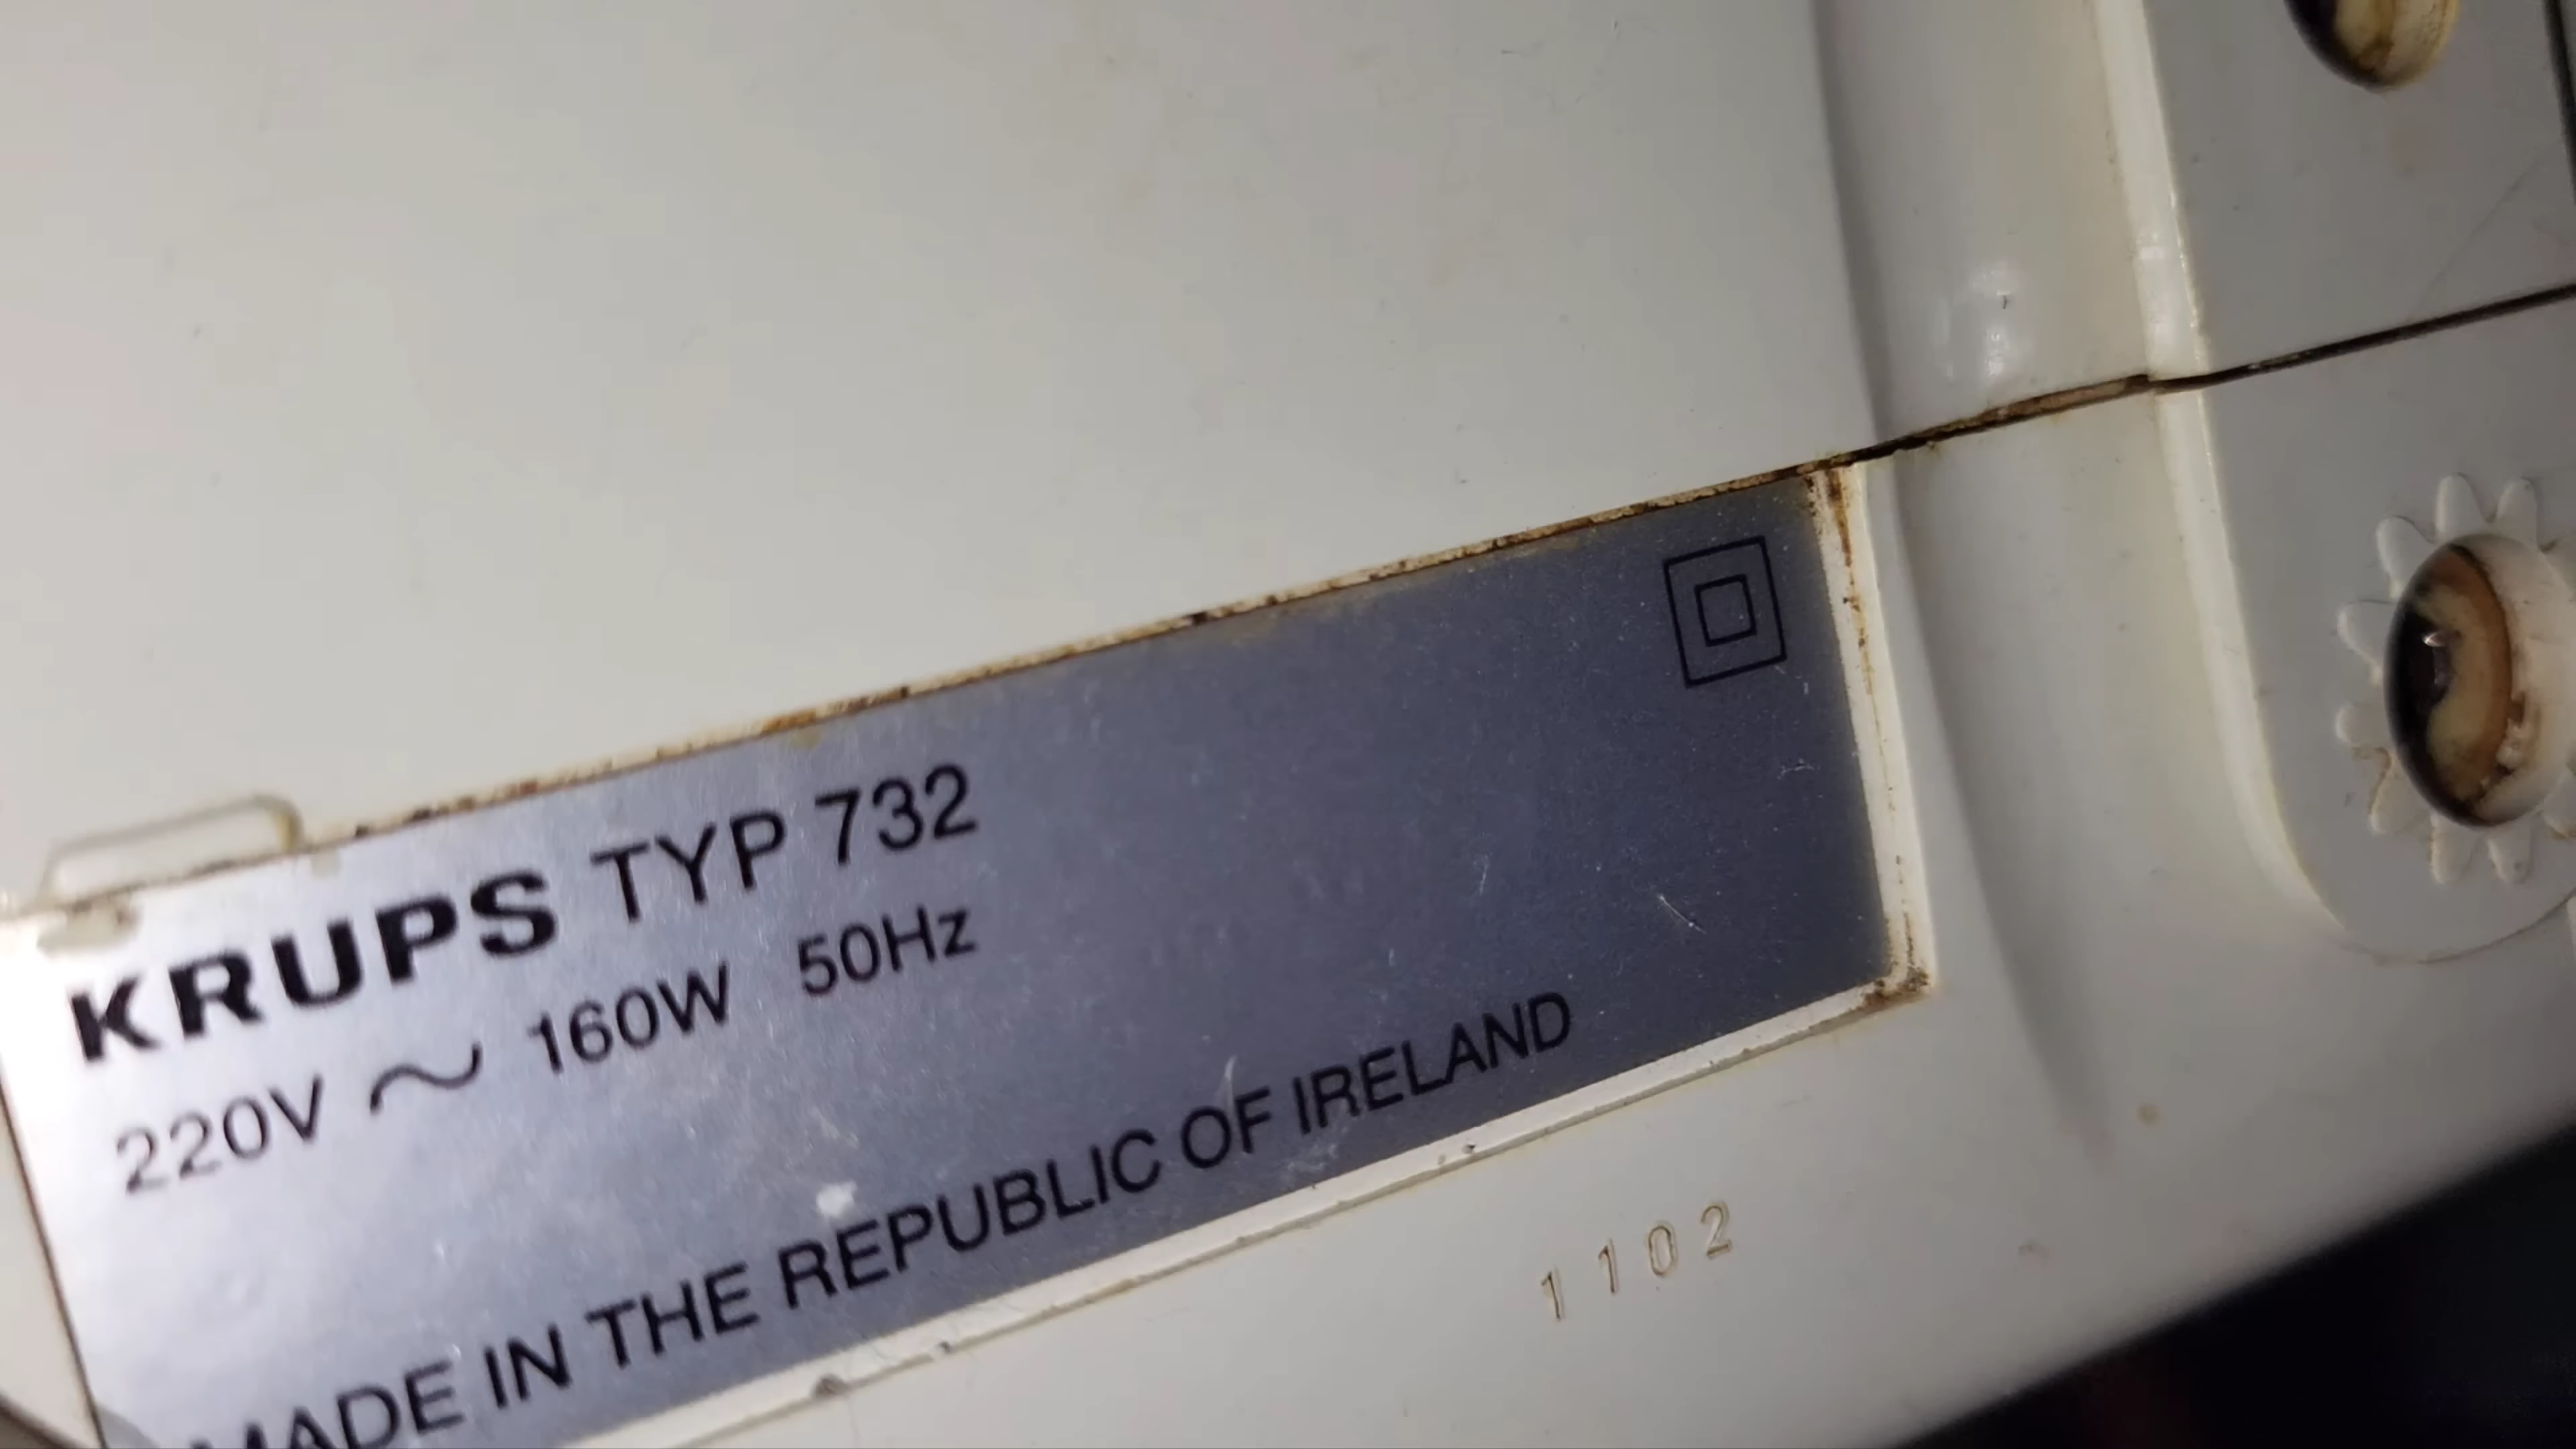 KRUPS TYP 732
220V ~ 160W 50Hz
MADE IN THE REPUBLIC OF IRELAND
1102